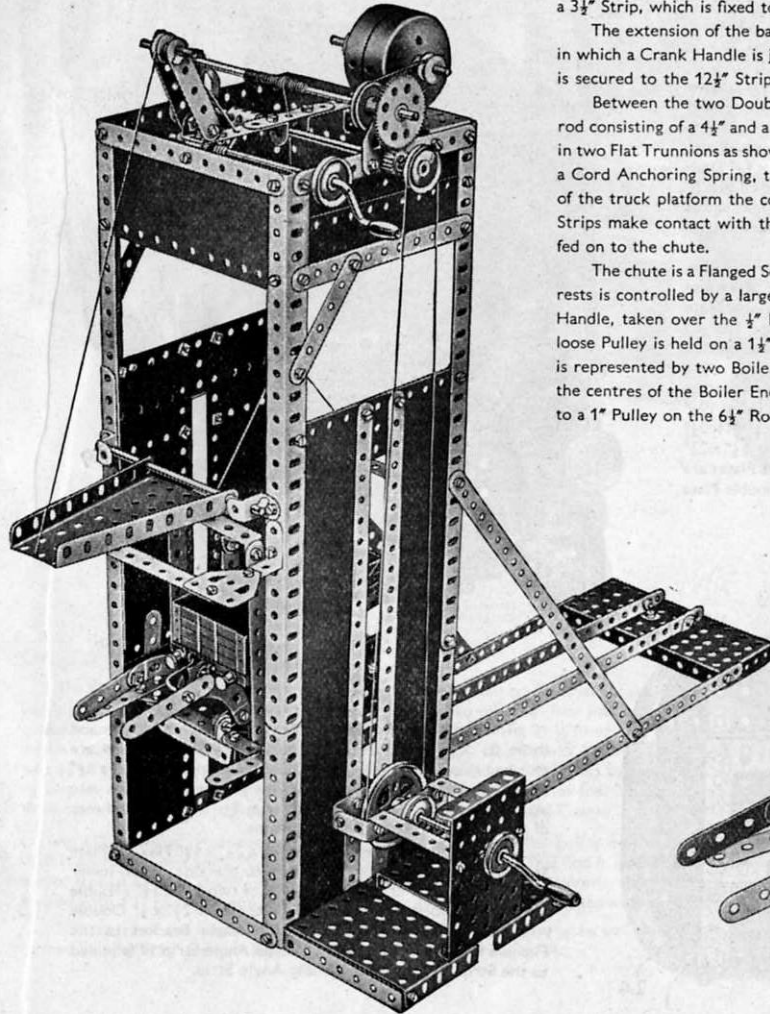 a 3½″ Strip, which is fixed to
The extension of the ba
in which a Crank Handle is
is secured to the 12½″ Strip
Between the two Doubl
rod consisting of a 4½″ and a
in two Flat Trunnions as show
a Cord Anchoring Spring, t
of the truck platform the co
Strips make contact with th
fed on to the chute.
The chute is a Flanged Se
rests is controlled by a large
Handle, taken over the ½″
loose Pulley is held on a 1½″
is represented by two Boile
the centres of the Boiler En
to a 1″ Pulley on the 6½″ Ro